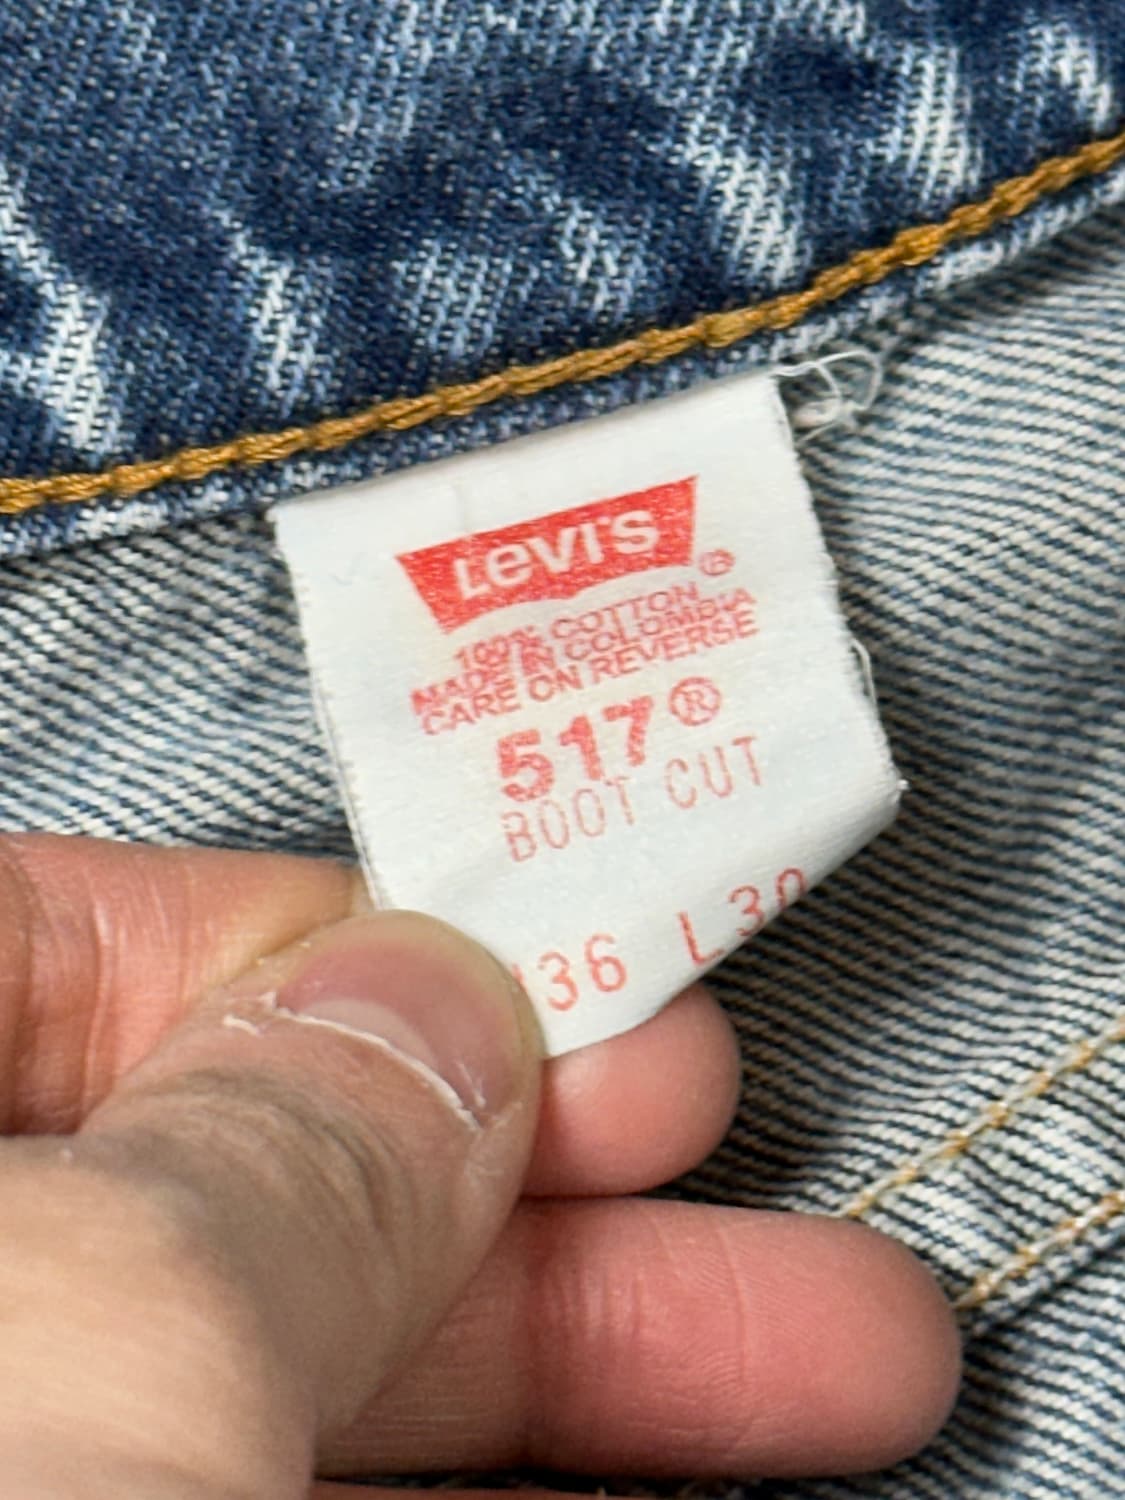 Levi's ®
100% COTTON
MADE IN COLOMBIA
CARE ON REVERSE
517®
BOOT CUT
36 L30